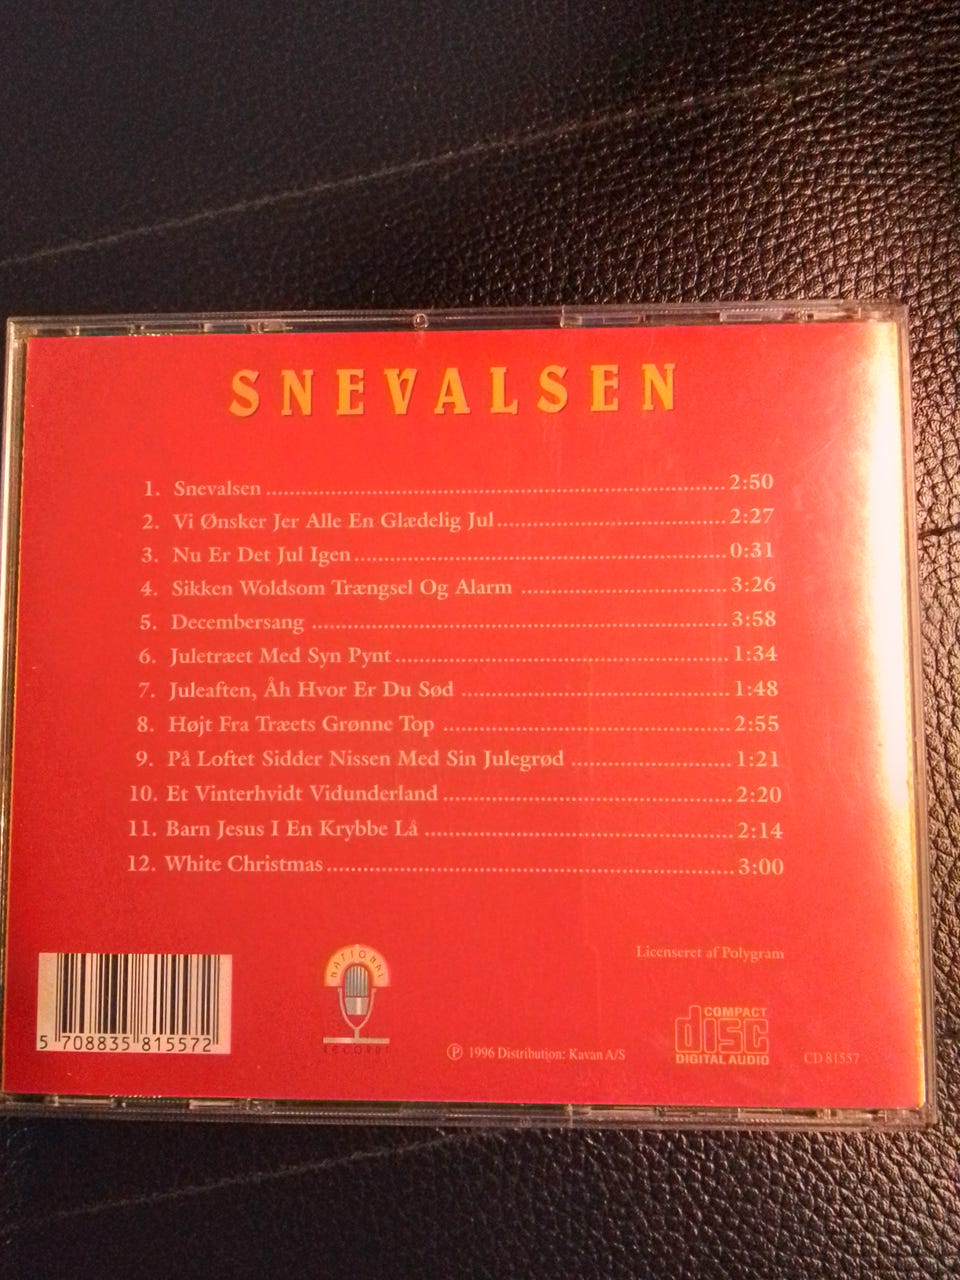 SNEVALSEN
1. Snevalsen 2:50
2. Vi Ønsker Jer Alle En Glædelig Jul 2:27
3. Nu Er Det Jul Igen 0:31
4. Sikken Woldsom Trængsel Og Alarm 3:26
5. Decembersang 3:58
6. Juletræet Med Syn Pynt 1:34
7. Juleaften, Åh Hvor Er Du Sød 1:48
8. Højt Fra Træets Grønne Top 2:55
9. På Loftet Sidder Nissen Med Sin Julegrød 1:21
10. Et Vinterhvidt Vidunderland 2:20
11. Barn Jesus I En Krybbe Lå 2:14
12. White Christmas 3:00
Licenseret af Polygram
5 708835 815572
NATIONAL
RECORDS
℗ 1996 Distribution: Kavan A/S
COMPACT
disc
DIGITAL AUDIO
CD 81557